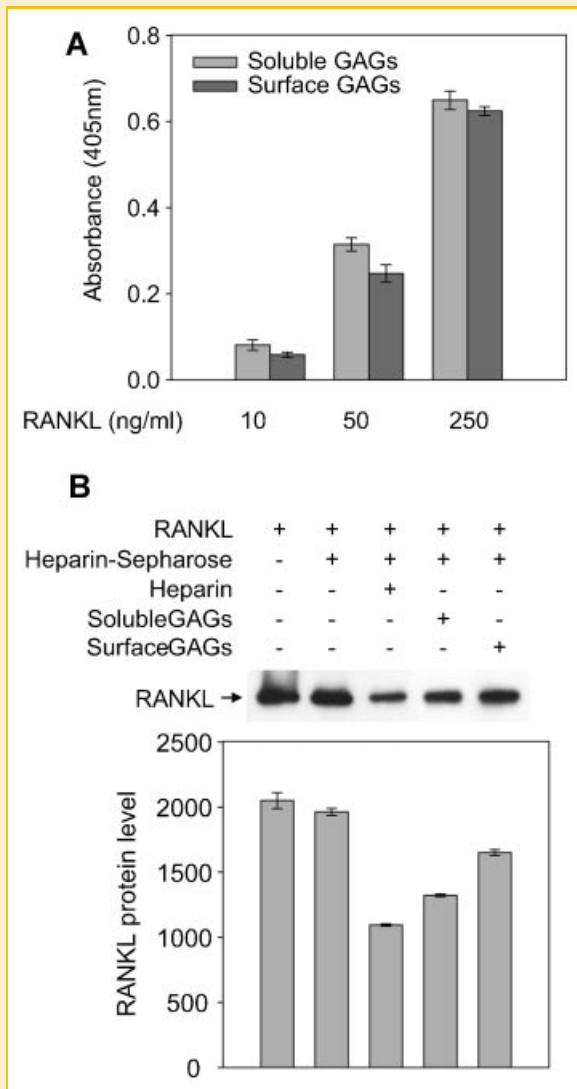 A
Soluble GAGs
Surface GAGs
Absorbance (405nm)
0.8
0.6
0.4
0.2
0.0
RANKL (ng/ml) 10 50 250
B
RANKL + + + + +
Heparin-Sepharose - + + + +
Heparin - - + - -
SolubleGAGs - - - + -
SurfaceGAGs - - - - +
RANKL
RANKL protein level
2500
2000
1500
1000
500
0